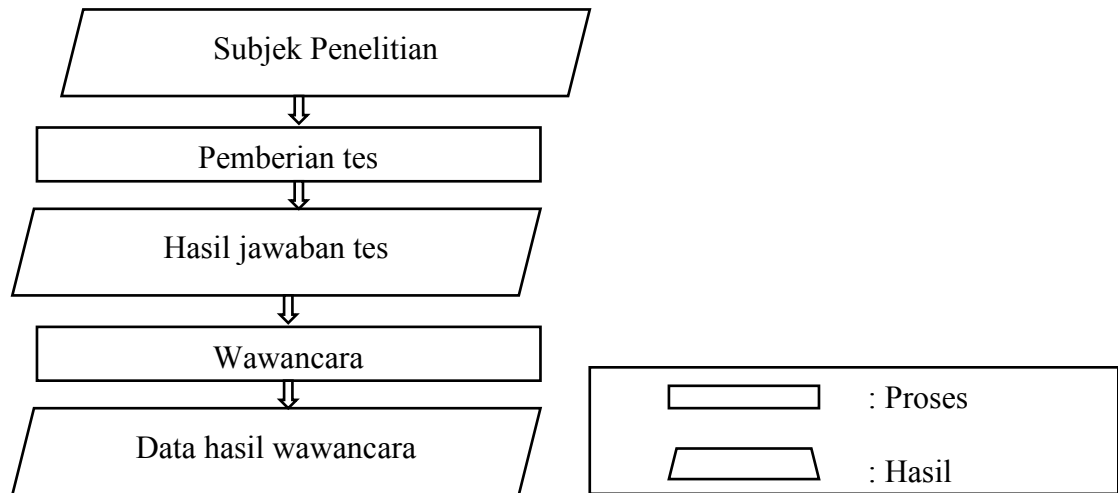 Subjek Penelitian
Pemberian tes
Hasil jawaban tes
Wawancara
Data hasil wawancara
: Proses
: Hasil